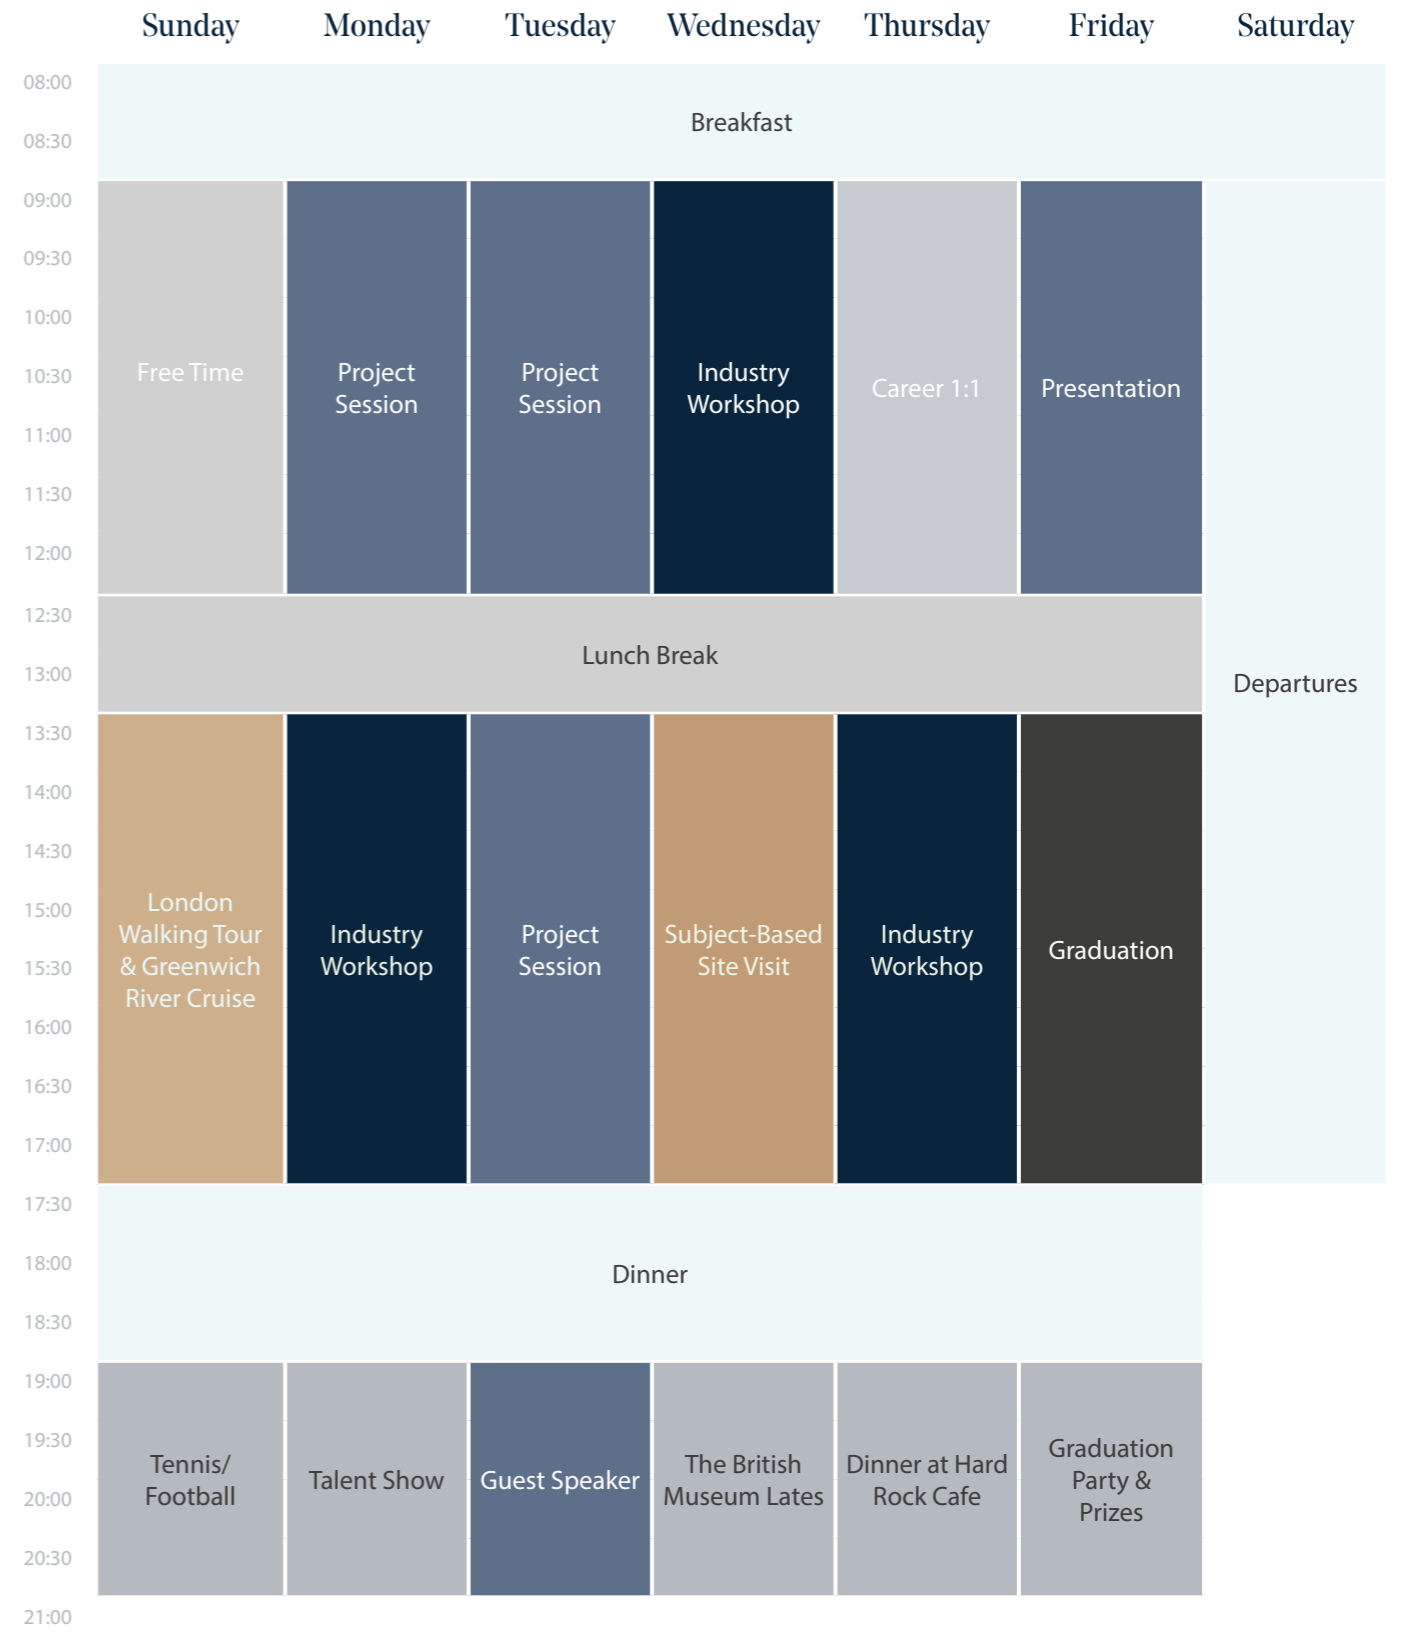 Sunday Monday Tuesday Wednesday Thursday Friday Saturday
08:00
Breakfast
08:30
09:00
09:30
10:00
10:30
Free Time
Project
Session
Project
Session
Industry
Workshop
Career 1:1
Presentation
11:00
11:30
12:00
12:30
Lunch Break
13:00
Departures
13:30
14:00
14:30
15:00
London
Walking Tour
& Greenwich
River Cruise
Industry
Workshop
Project
Session
Subject-Based
Site Visit
Industry
Workshop
Graduation
15:30
16:00
16:30
17:00
17:30
18:00
Dinner
18:30
19:00
19:30
Tennis/
Football
Talent Show
Guest Speaker
The British
Museum Lates
Dinner at Hard
Rock Cafe
Graduation
Party &
Prizes
20:00
20:30
21:00